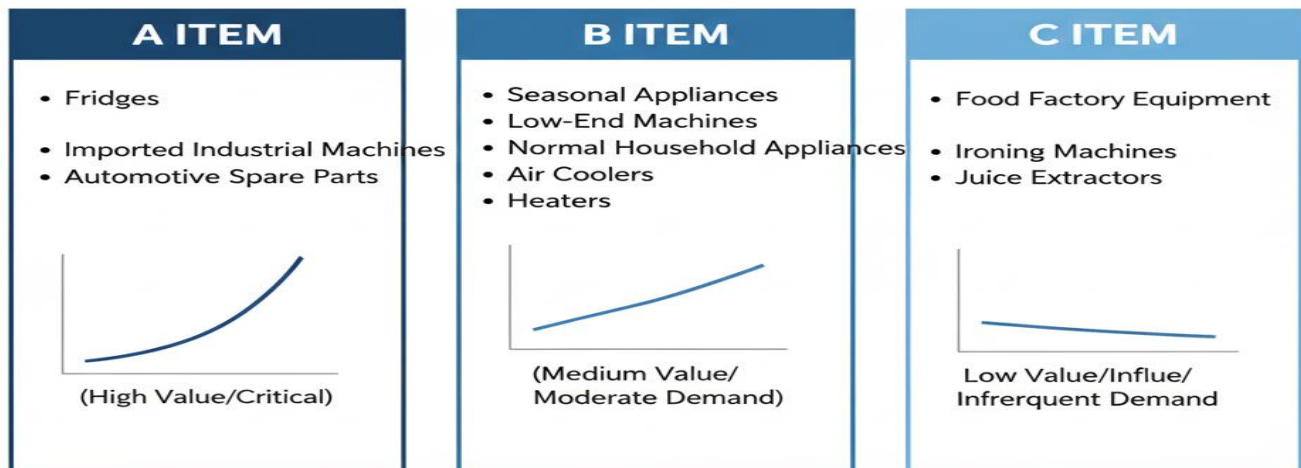 A ITEM
• Fridges
• Imported Industrial Machines
• Automotive Spare Parts
(High Value/Critical)
B ITEM
• Seasonal Appliances
• Low-End Machines
• Normal Household Appliances
• Air Coolers
• Heaters
(Medium Value/
Moderate Demand)
C ITEM
• Food Factory Equipment
• Ironing Machines
• Juice Extractors
Low Value/Influe/
Infrerquent Demand